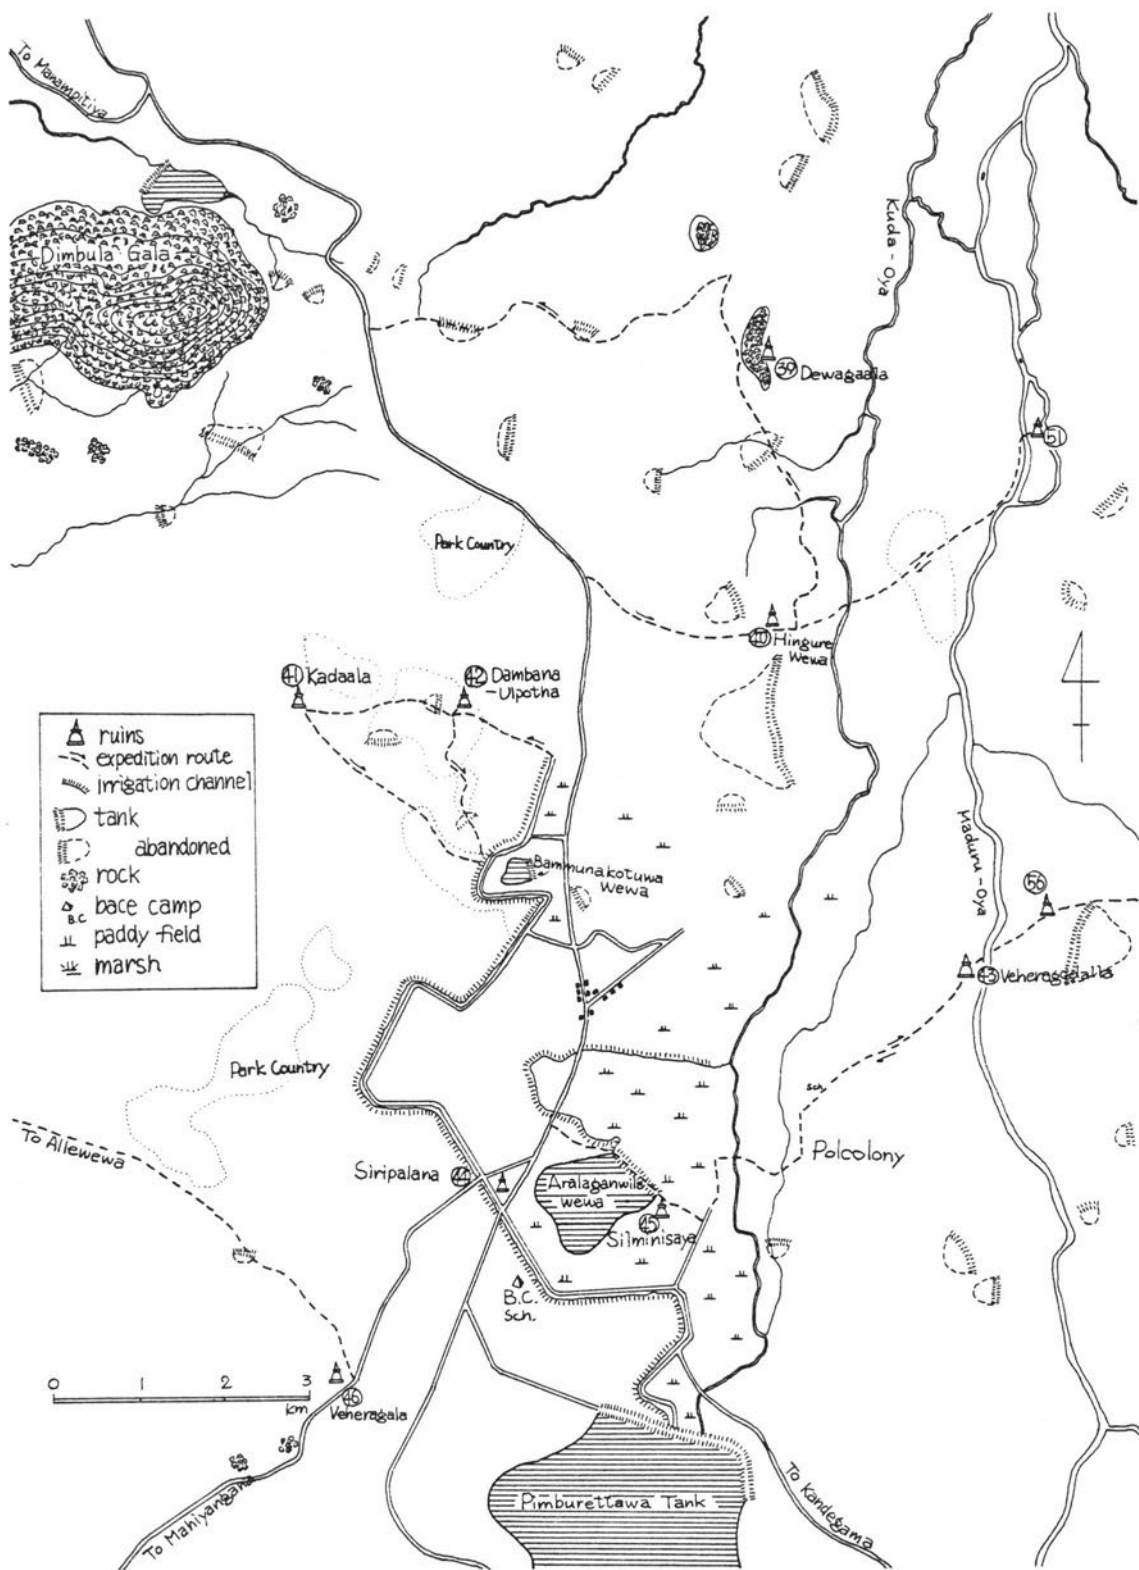 To Manampitiya
Dimbula Gala
Kuda-Oya
39 Dewagaala
51
Park Country
40 Hingure
Wewa
41 Kadaala
42 Dambana
-Ulpotha
ruins
expedition route
irrigation channel
tank
abandoned
rock
B.C. bace camp
paddy field
marsh
Bammunakotuwa
Wewa
Maduru-Oya
56
43 Veheragodalla
Park Country
Sch.
To Allewewa
Polcolony
Siripalana 44
Aralaganwila
wewa
45
Silminisaya
B.C.
Sch.
0 1 2 3
km
46
Veheragala
To Mahiyangana
Pimburettawa Tank
To Kandegama